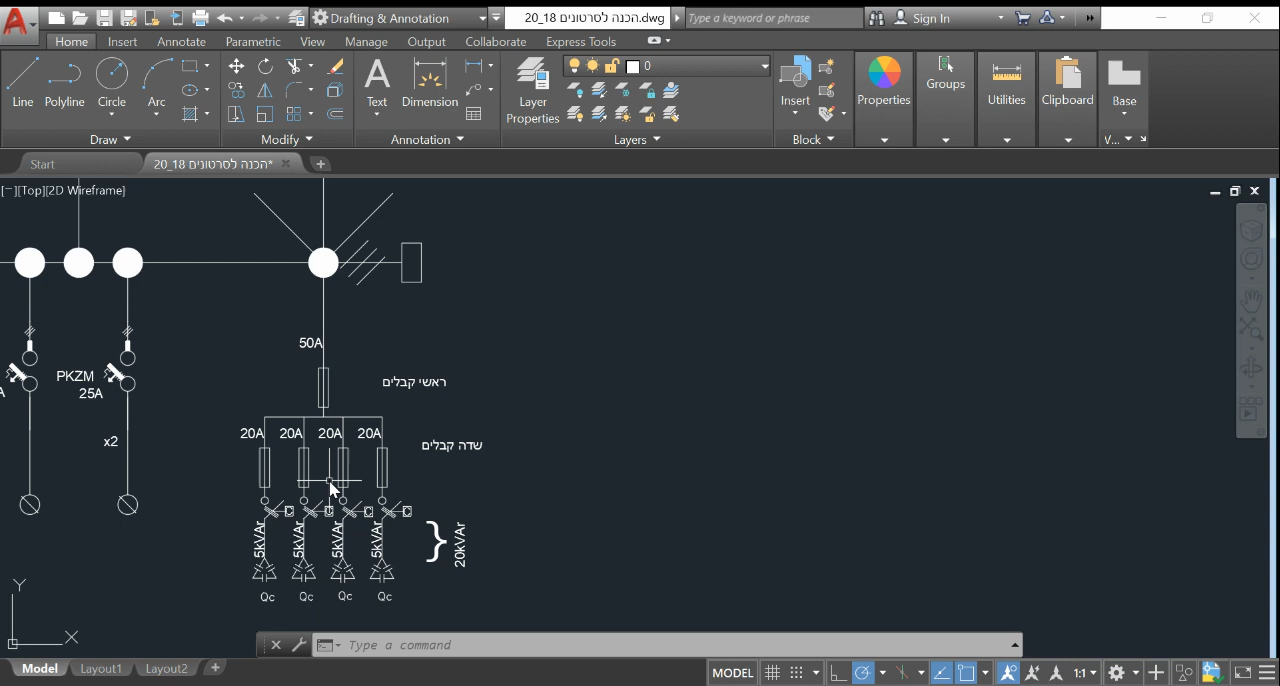 Drafting & Annotation
הכנה לסרטונים 20_18.dwg
Type a keyword or phrase
Sign In
Home Insert Annotate Parametric View Manage Output Collaborate Express Tools
Line Polyline Circle Arc
Text Dimension
Layer Properties
0
Insert
Properties
Groups
Utilities
Clipboard
Base
Draw Modify Annotation Layers Block V...
Start
הכנה לסרטונים 20_18*
[−][Top][2D Wireframe]
50A
PKZM
25A
A
ראשי קבלים
20A 20A 20A 20A
שדה קבלים
x2
5kVAr 5kVAr 5kVAr 5kVAr
20kVAr
Qc Qc Qc Qc
Y
X
Type a command
Model Layout1 Layout2
MODEL
1:1